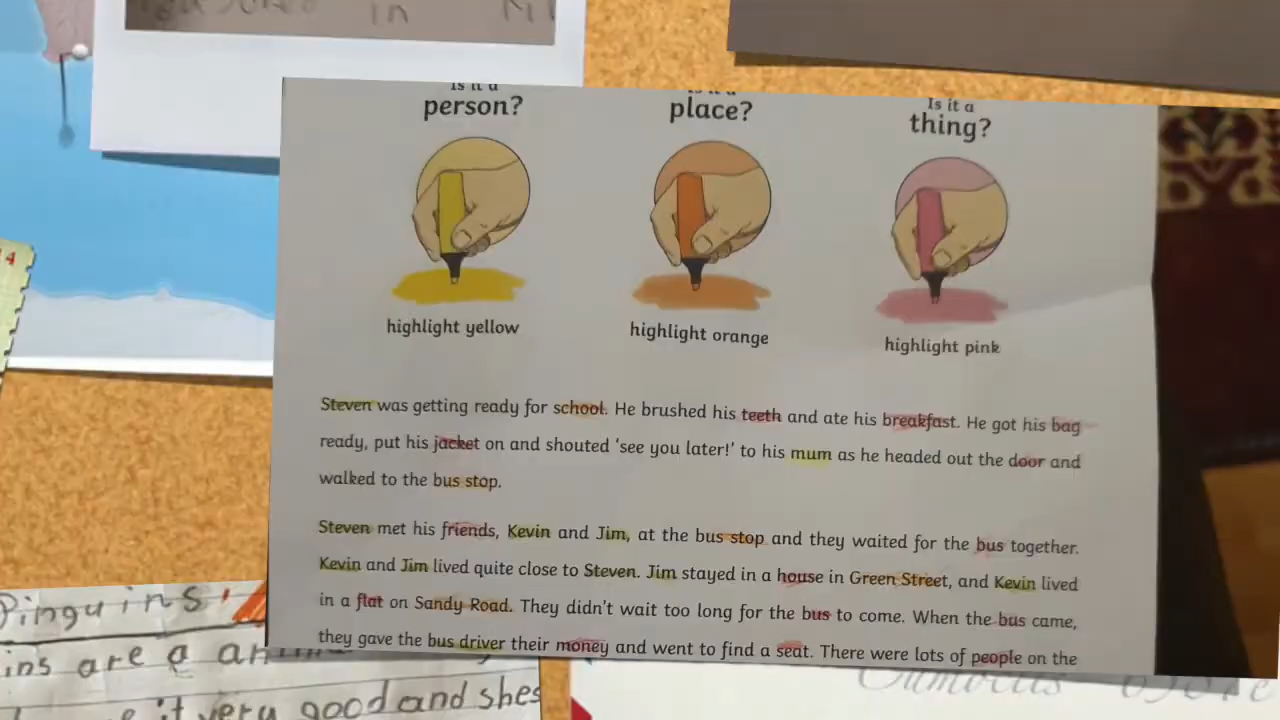 in
Is it a
person?
Is it a
place?
Is it a
thing?
highlight yellow
highlight orange
highlight pink
Steven was getting ready for school. He brushed his teeth and ate his breakfast. He got his bag
ready, put his jacket on and shouted 'see you later!' to his mum as he headed out the door and
walked to the bus stop.
Steven met his friends, Kevin and Jim, at the bus stop and they waited for the bus together.
Kevin and Jim lived quite close to Steven. Jim stayed in a house in Green Street, and Kevin lived
in a flat on Sandy Road. They didn't wait too long for the bus to come. When the bus came,
they gave the bus driver their money and went to find a seat. There were lots of people on the
14
Pinguins
ins are a
it very good and shes